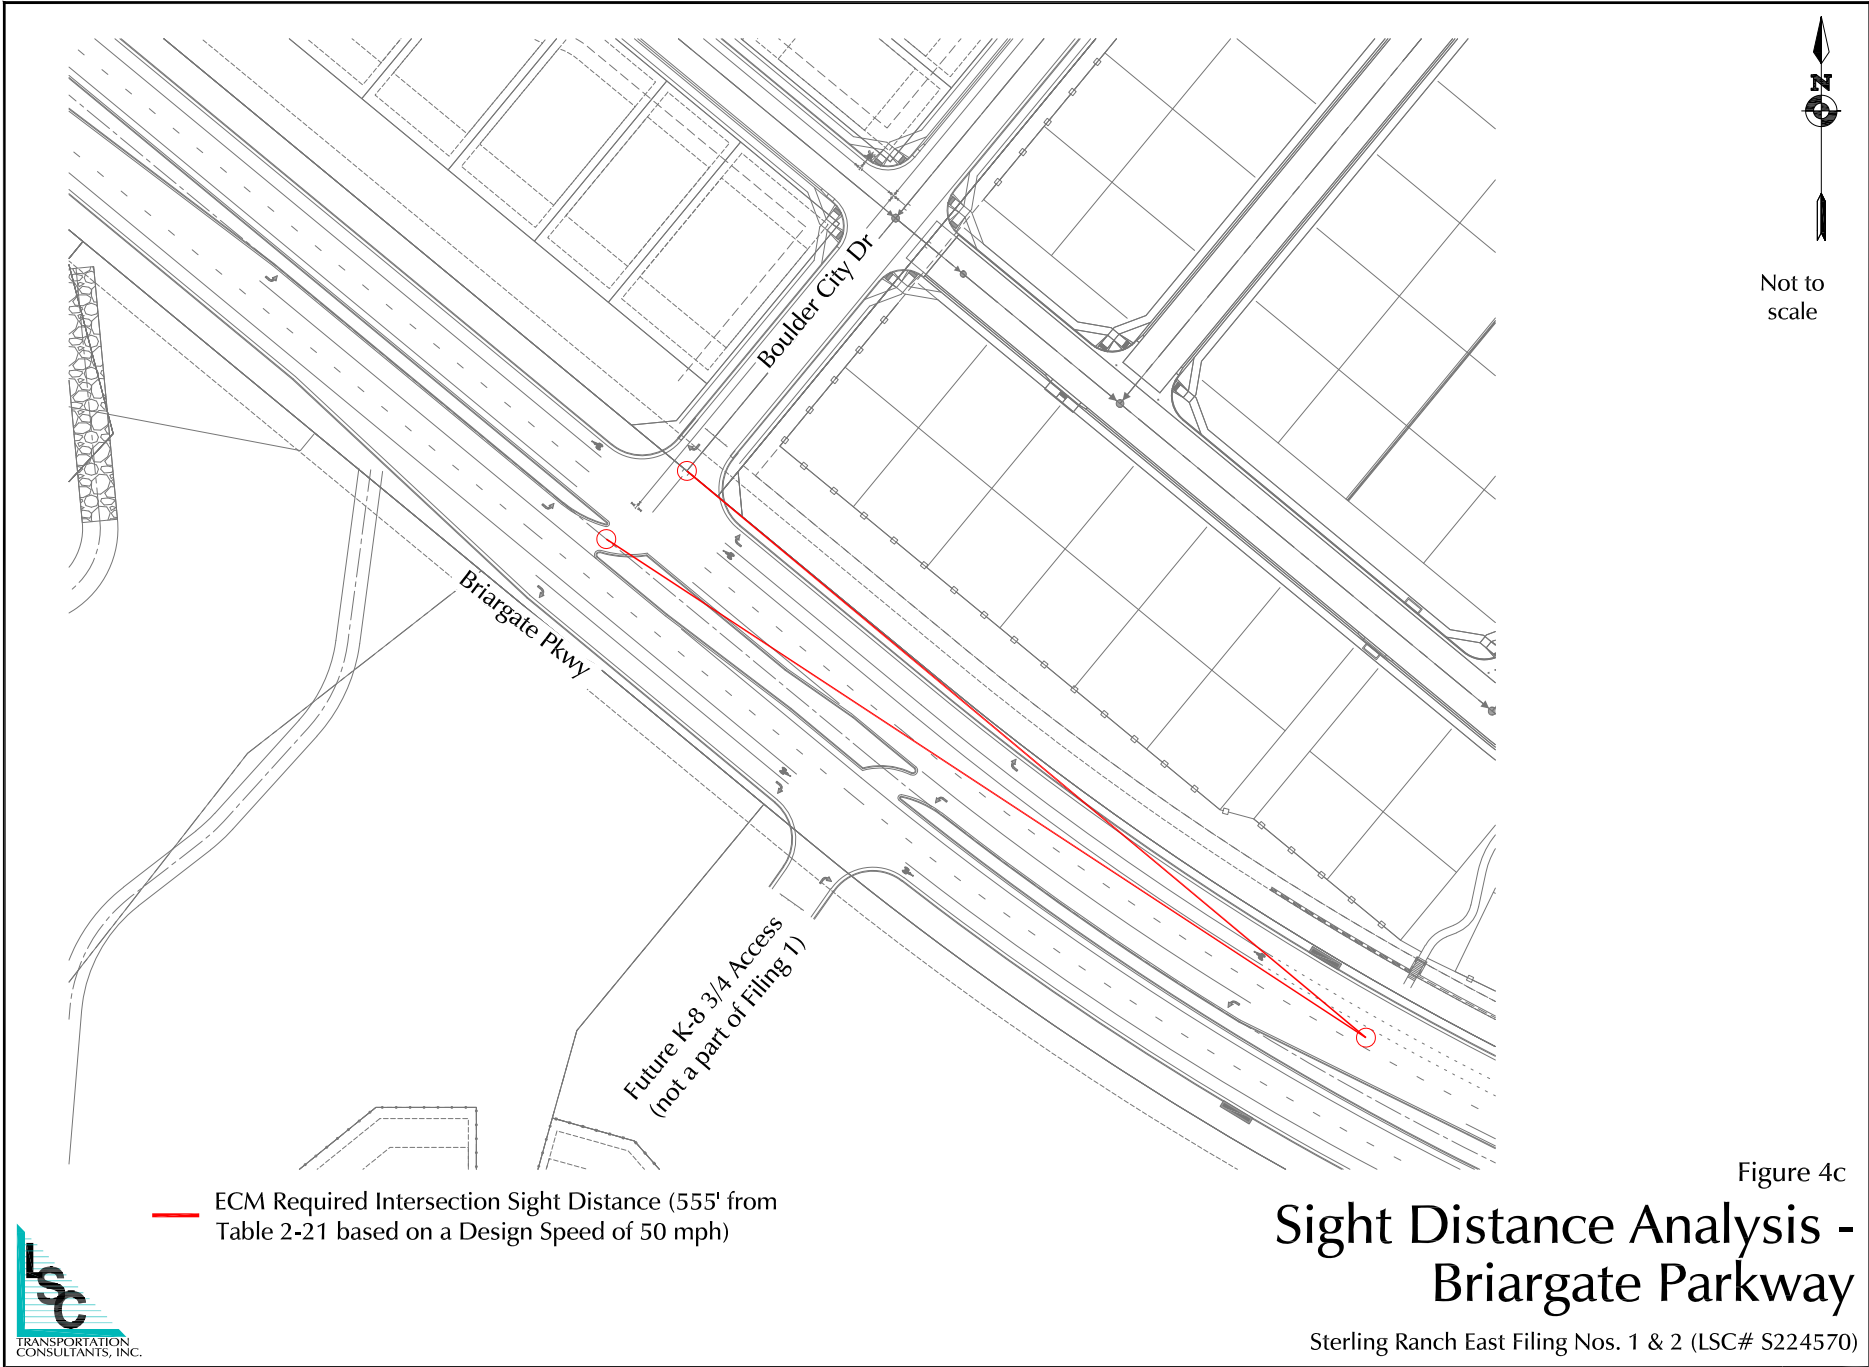 N
Not to
scale
Boulder City Dr
Briargate Pkwy
Future K-8 3/4 Access
(not a part of Filing 1)
ECM Required Intersection Sight Distance (555' from
Table 2-21 based on a Design Speed of 50 mph)
Figure 4c
Sight Distance Analysis -
Briargate Parkway
Sterling Ranch East Filing Nos. 1 & 2 (LSC# S224570)
LSC
TRANSPORTATION
CONSULTANTS, INC.